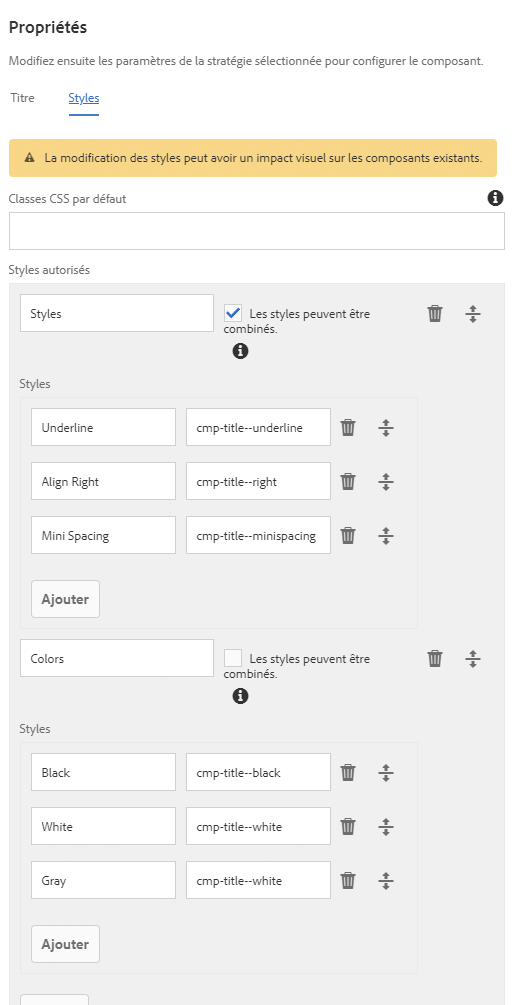 Propriétés
Modifiez ensuite les paramètres de la stratégie sélectionnée pour configurer le composant.
Titre Styles
La modification des styles peut avoir un impact visuel sur les composants existants.
Classes CSS par défaut
Styles autorisés
Styles Les styles peuvent être
combinés.
Styles
Underline cmp-title--underline
Align Right cmp-title--right
Mini Spacing cmp-title--minispacing
Ajouter
Colors Les styles peuvent être
combinés.
Styles
Black cmp-title--black
White cmp-title--white
Gray cmp-title--white
Ajouter